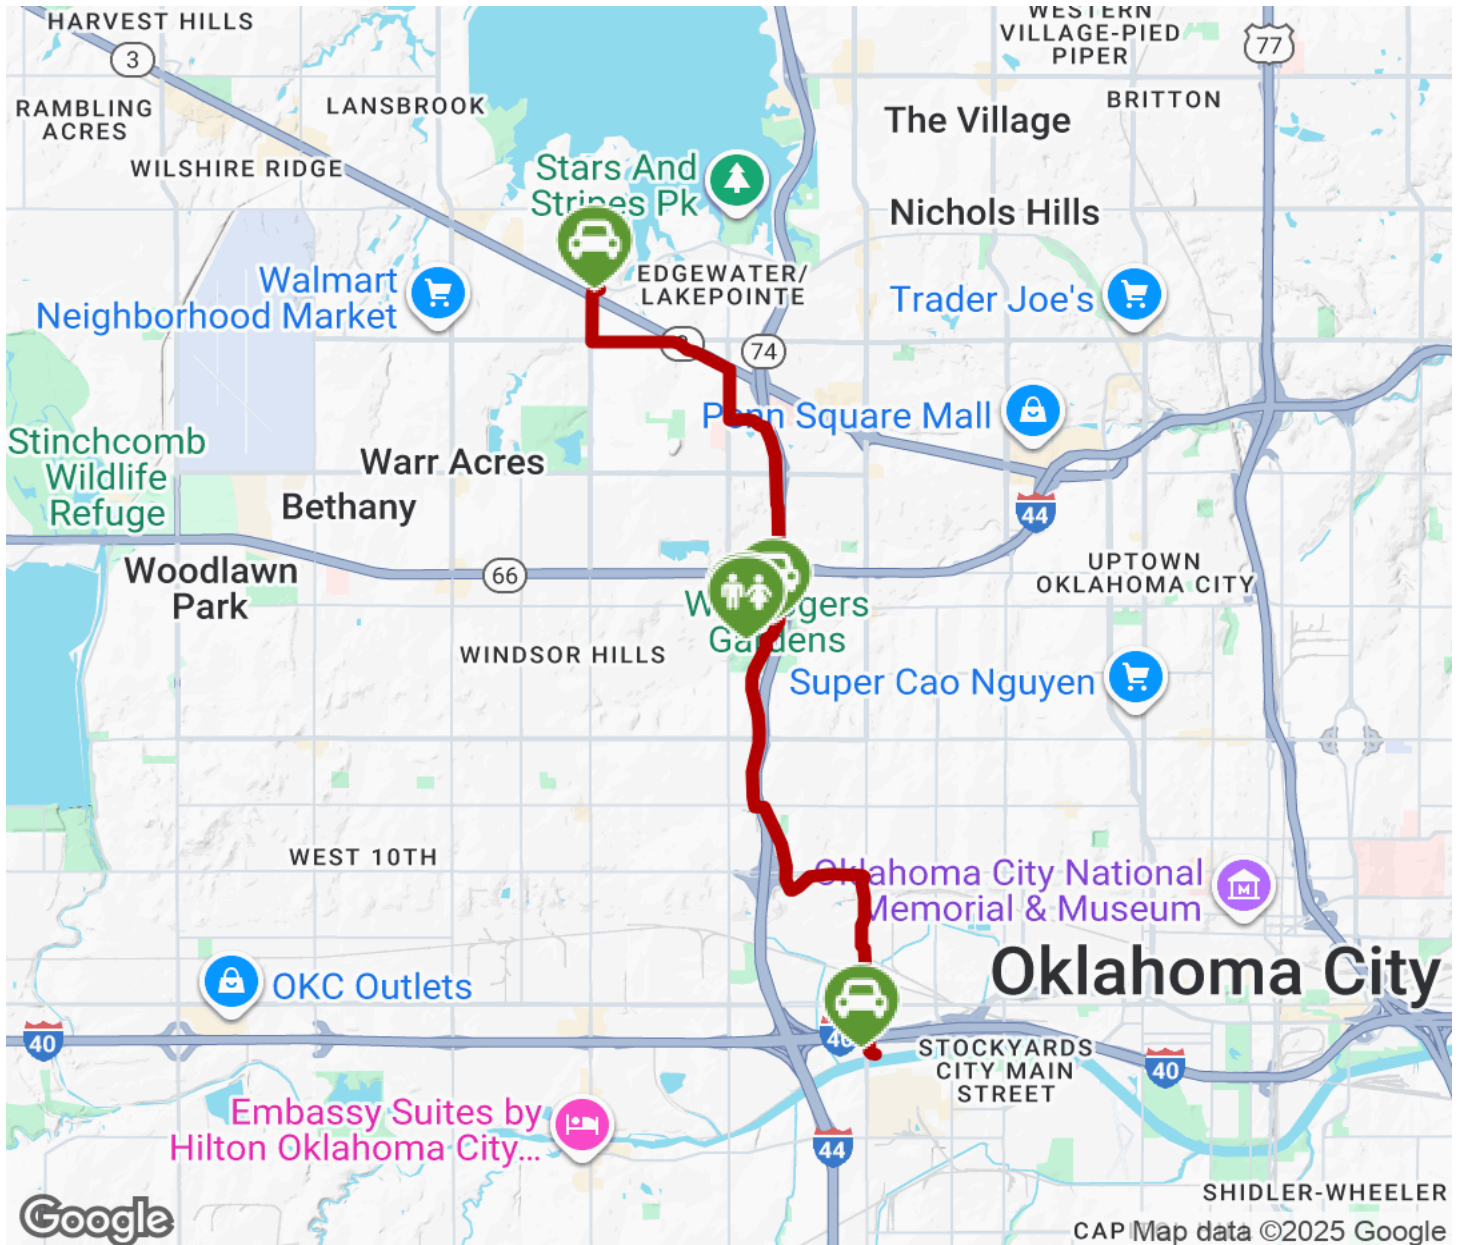 HARVEST HILLS
3
WESTERN
VILLAGE-PIED
PIPER
77
RAMBLING
ACRES
LANSBROOK
The Village
BRITTON
WILSHIRE RIDGE
Stars And
Stripes Pk
Nichols Hills
Walmart
Neighborhood Market
EDGEWATER/
LAKEPOINTE
Trader Joe's
74
Penn Square Mall
Stinchcomb
Wildlife
Refuge
Warr Acres
Bethany
44
Woodlawn
Park
66
UPTOWN
OKLAHOMA CITY
Gardens
WINDSOR HILLS
Super Cao Nguyen
WEST 10TH
Oklahoma City National
Memorial & Museum
Oklahoma City
OKC Outlets
40
40
STOCKYARDS
CITY MAIN
STREET
40
Embassy Suites by
Hilton Oklahoma City...
44
SHIDLER-WHEELER
Google
CAP
Map data ©2025 Google